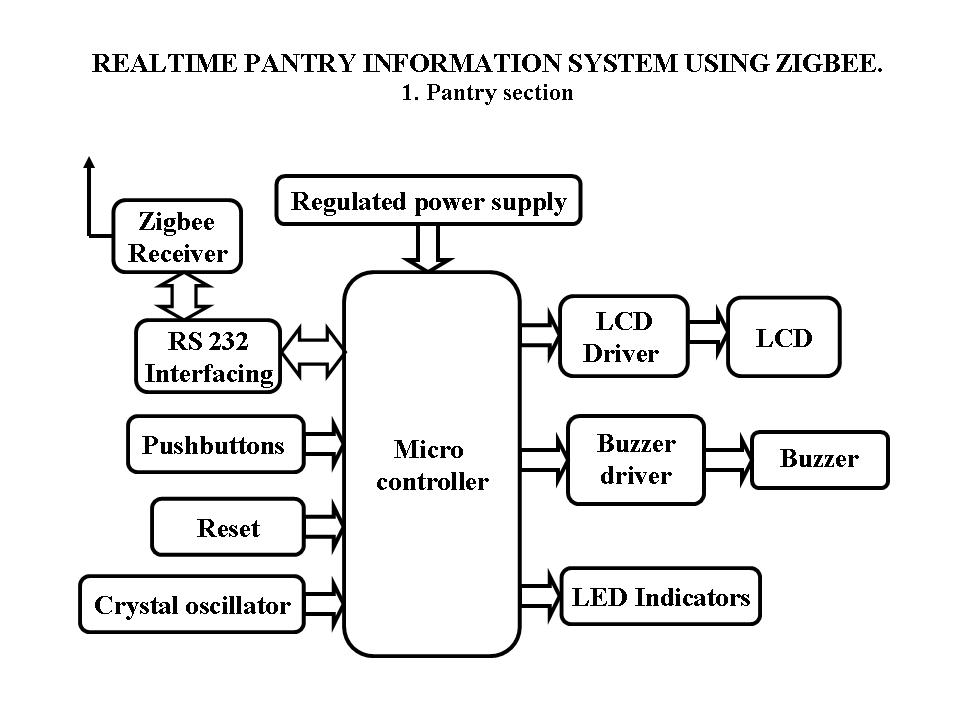 REALTIME PANTRY INFORMATION SYSTEM USING ZIGBEE.
1. Pantry section
Regulated power supply
Zigbee
Receiver
RS 232
Interfacing
LCD
Driver
LCD
Pushbuttons
Micro
controller
Buzzer
driver
Buzzer
Reset
Crystal oscillator
LED Indicators